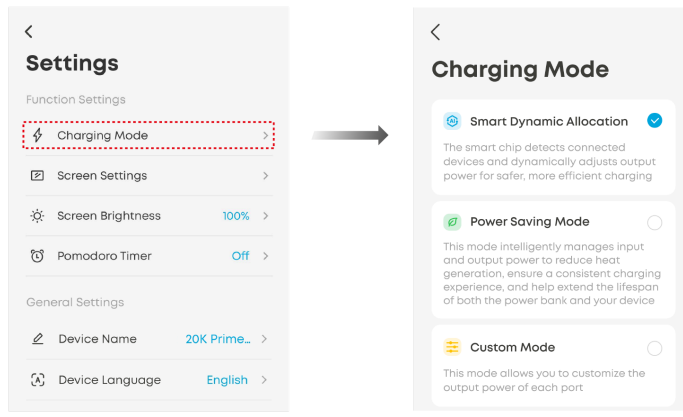 Settings
Function Settings
Charging Mode
Screen Settings
Screen Brightness 100%
Pomodoro Timer Off
General Settings
Device Name 20K Prime...
Device Language English
Charging Mode
Smart Dynamic Allocation
The smart chip detects connected
devices and dynamically adjusts output
power for safer, more efficient charging
Power Saving Mode
This mode intelligently manages input
and output power to reduce heat
generation, ensure a consistent charging
experience, and help extend the lifespan
of both the power bank and your device
Custom Mode
This mode allows you to customize the
output power of each port